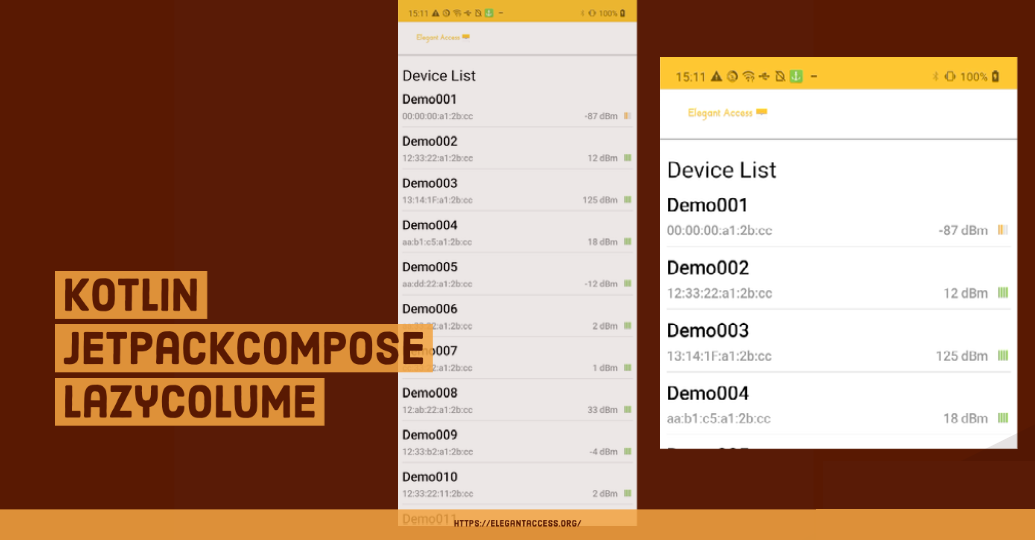 KOTLIN
JETPACKCOMPOSE
LAZYCOLUME
15:11
100%
Elegant Access
Device List
Demo001
00:00:00:a1:2b:cc -87 dBm
Demo002
12:33:22:a1:2b:cc 12 dBm
Demo003
13:14:1F:a1:2b:cc 125 dBm
Demo004
aa:b1:c5:a1:2b:cc 18 dBm
Demo005
aa:dd:22:a1:2b:cc -12 dBm
Demo006
2 dBm
007
1 dBm
Demo008
12:ab:22:a1:2b:cc 33 dBm
Demo009
12:33:b2:a1:2b:cc -4 dBm
Demo010
12:33:22:11:2b:cc 2 dBm
Demo011
15:11
100%
Elegant Access
Device List
Demo001
00:00:00:a1:2b:cc -87 dBm
Demo002
12:33:22:a1:2b:cc 12 dBm
Demo003
13:14:1F:a1:2b:cc 125 dBm
Demo004
aa:b1:c5:a1:2b:cc 18 dBm
HTTPS://ELEGANTACCESS.ORG/